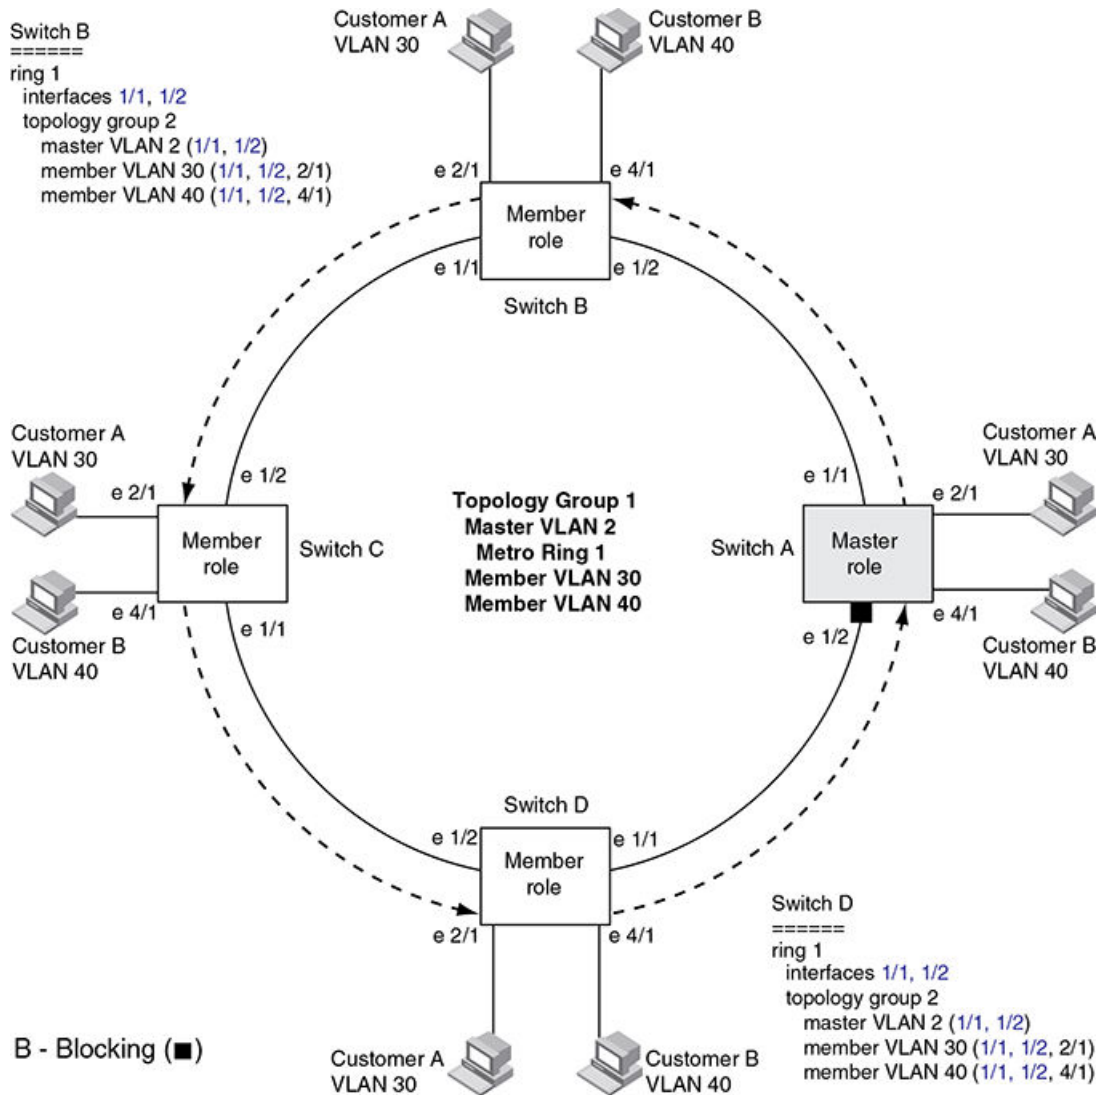 Switch B
======
ring 1
interfaces 1/1, 1/2
topology group 2
master VLAN 2 (1/1, 1/2)
member VLAN 30 (1/1, 1/2, 2/1)
member VLAN 40 (1/1, 1/2, 4/1)
Customer A
VLAN 30
Customer B
VLAN 40
e 2/1
e 4/1
Member
role
e 1/1
e 1/2
Switch B
Customer A
VLAN 30
e 2/1
e 1/2
Member
role
Switch C
e 4/1
e 1/1
Customer B
VLAN 40
Topology Group 1
Master VLAN 2
Metro Ring 1
Member VLAN 30
Member VLAN 40
Customer A
VLAN 30
e 1/1
e 2/1
Switch A
Master
role
e 1/2
e 4/1
Customer B
VLAN 40
Switch D
e 1/2
e 1/1
Member
role
e 2/1
e 4/1
Customer A
VLAN 30
Customer B
VLAN 40
Switch D
======
ring 1
interfaces 1/1, 1/2
topology group 2
master VLAN 2 (1/1, 1/2)
member VLAN 30 (1/1, 1/2, 2/1)
member VLAN 40 (1/1, 1/2, 4/1)
B - Blocking (■)